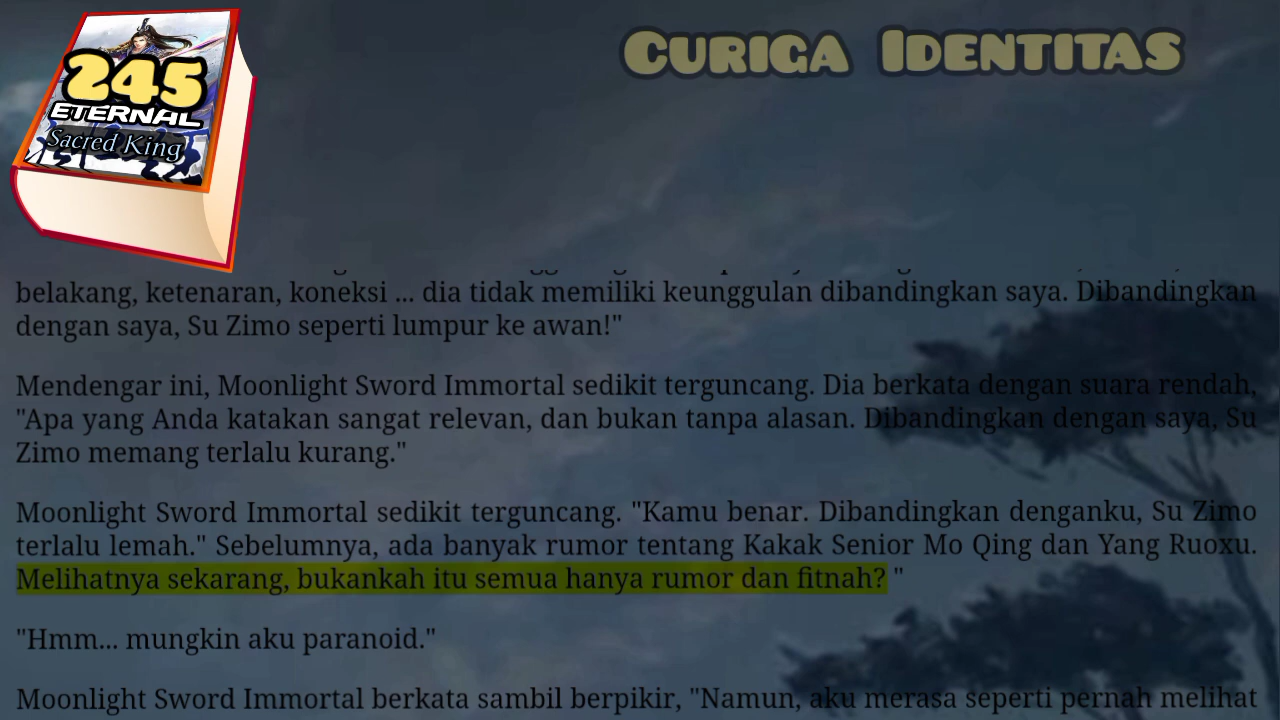 245
ETERNAL
Sacred King
CURIGA IDENTITAS
belakang, ketenaran, koneksi ... dia tidak memiliki keunggulan dibandingkan saya. Dibandingkan
dengan saya, Su Zimo seperti lumpur ke awan!"
Mendengar ini, Moonlight Sword Immortal sedikit terguncang. Dia berkata dengan suara rendah,
"Apa yang Anda katakan sangat relevan, dan bukan tanpa alasan. Dibandingkan dengan saya, Su
Zimo memang terlalu kurang."
Moonlight Sword Immortal sedikit terguncang. "Kamu benar. Dibandingkan denganku, Su Zimo
terlalu lemah." Sebelumnya, ada banyak rumor tentang Kakak Senior Mo Qing dan Yang Ruoxu.
Melihatnya sekarang, bukankah itu semua hanya rumor dan fitnah? "
"Hmm... mungkin aku paranoid."
Moonlight Sword Immortal berkata sambil berpikir, "Namun, aku merasa seperti pernah melihat